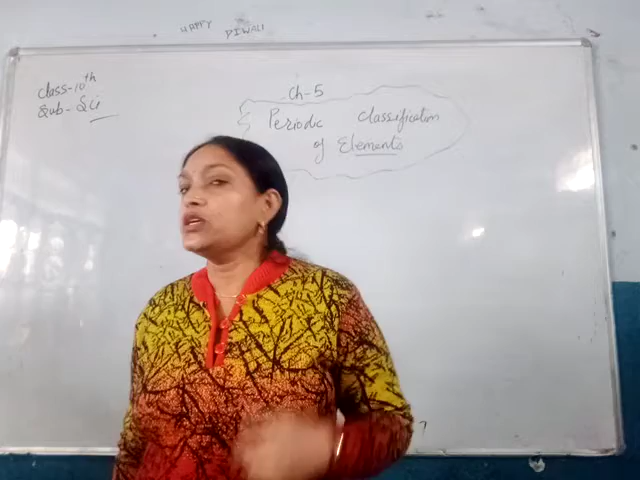 HAPPY DIWALI
class-10th
Sub- Sci
Ch-5
Periodic classification
of Elements